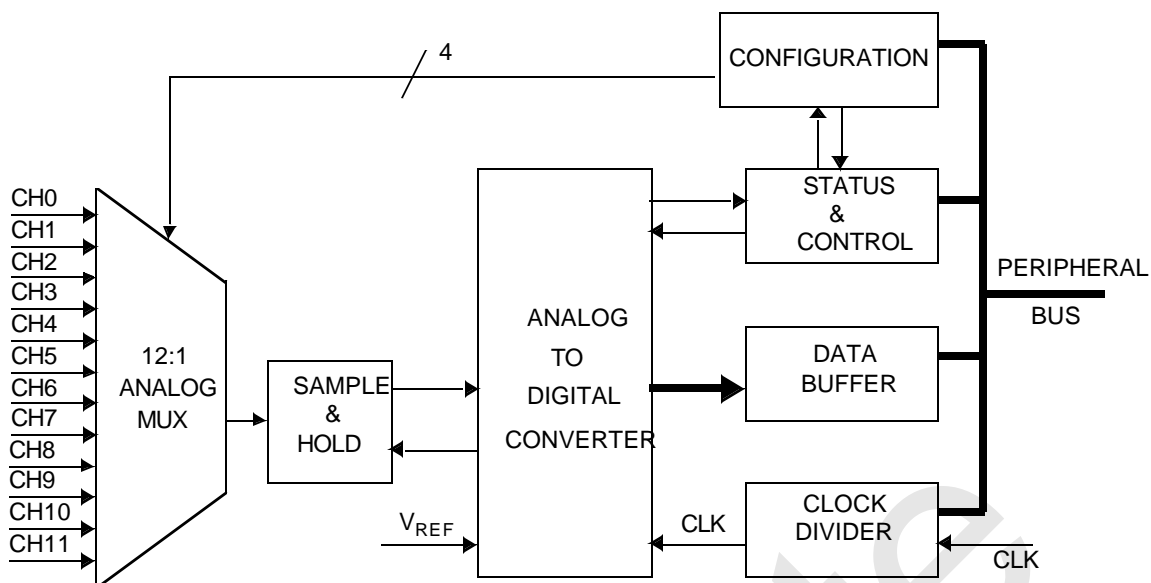 4
CONFIGURATION
CH0
CH1
CH2
CH3
CH4
CH5
CH6
CH7
CH8
CH9
CH10
CH11
12:1
ANALOG
MUX
SAMPLE
&
HOLD
ANALOG
TO
DIGITAL
CONVERTER
VREF
STATUS
&
CONTROL
DATA
BUFFER
CLOCK
DIVIDER
CLK
CLK
PERIPHERAL
BUS